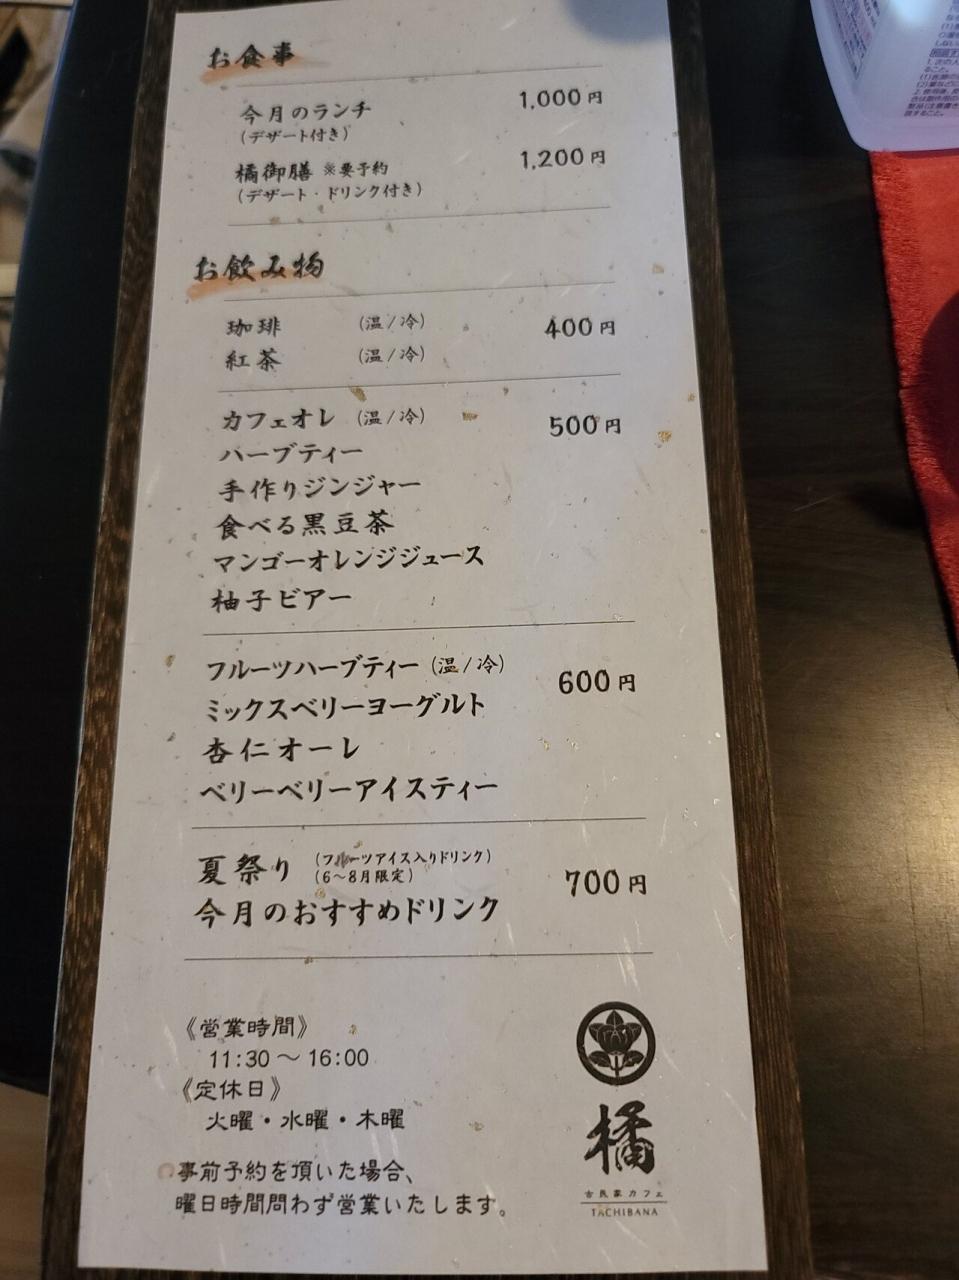 お食事
今月のランチ 1,000円
（デザート付き）
橘御膳 ※要予約 1,200円
（デザート・ドリンク付き）
お飲み物
珈琲 （温/冷） 400円
紅茶 （温/冷）
カフェオレ （温/冷） 500円
ハーブティー
手作りジンジャー
食べる黒豆茶
マンゴーオレンジジュース
柚子ビアー
フルーツハーブティー（温/冷） 600円
ミックスベリーヨーグルト
杏仁オーレ
ベリーベリーアイスティー
夏祭り （フルーツアイス入りドリンク） 700円
（6～8月限定）
今月のおすすめドリンク
《営業時間》
11:30～16:00
《定休日》
火曜・水曜・木曜
事前予約を頂いた場合、
曜日時間問わず営業いたします。
橘
古民家カフェ
TACHIBANA